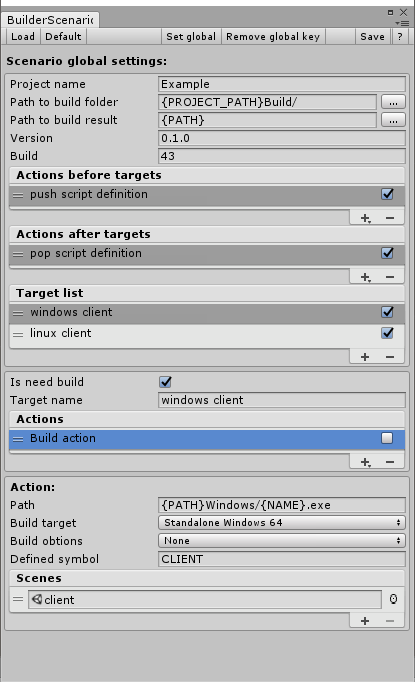 BuilderScenario
Load Default Set global Remove global key Save ?
Scenario global settings:
Project name Example
Path to build folder {PROJECT_PATH}Build/ ...
Path to build result {PATH} ...
Version 0.1.0
Build 43
Actions before targets
push script definition
+ −
Actions after targets
pop script definition
+ −
Target list
windows client
linux client
+ −
Is need build
Target name windows client
Actions
Build action
+ −
Action:
Path {PATH}Windows/{NAME}.exe
Build target Standalone Windows 64
Build obtions None
Defined symbol CLIENT
Scenes
client 0
+ −